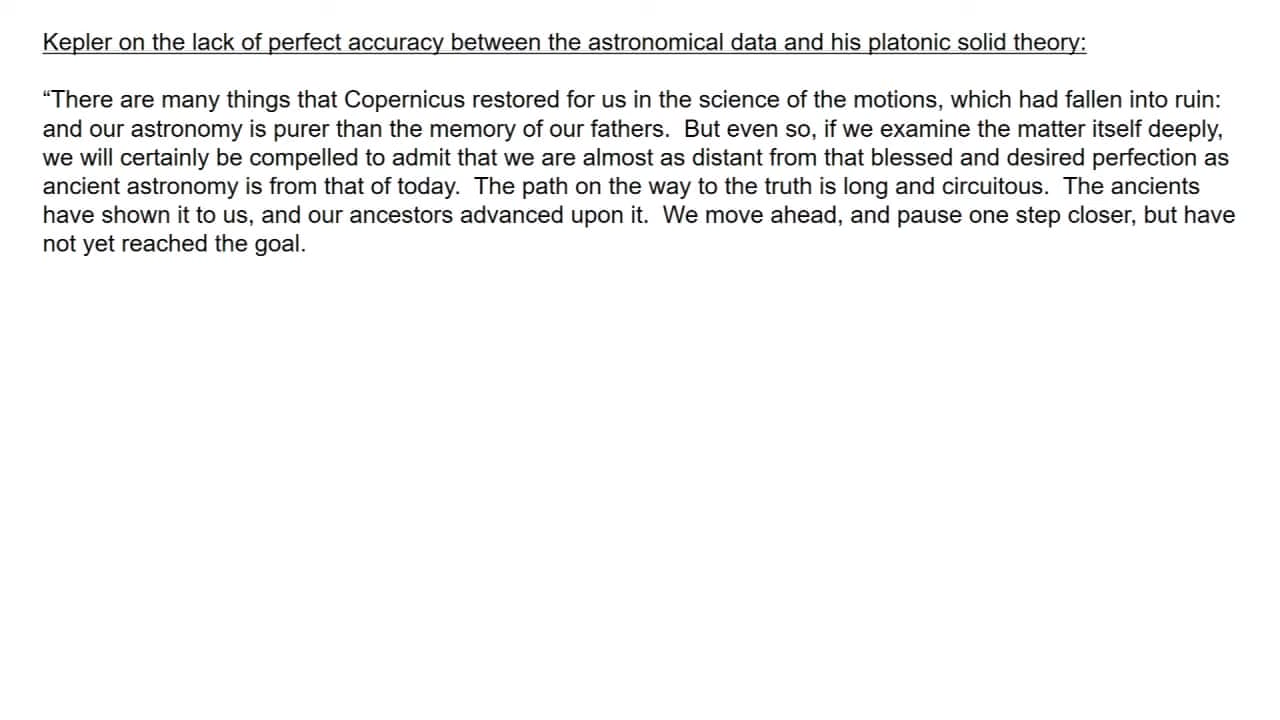 Kepler on the lack of perfect accuracy between the astronomical data and his platonic solid theory:
“There are many things that Copernicus restored for us in the science of the motions, which had fallen into ruin:
and our astronomy is purer than the memory of our fathers.  But even so, if we examine the matter itself deeply,
we will certainly be compelled to admit that we are almost as distant from that blessed and desired perfection as
ancient astronomy is from that of today.  The path on the way to the truth is long and circuitous.  The ancients
have shown it to us, and our ancestors advanced upon it.  We move ahead, and pause one step closer, but have
not yet reached the goal.